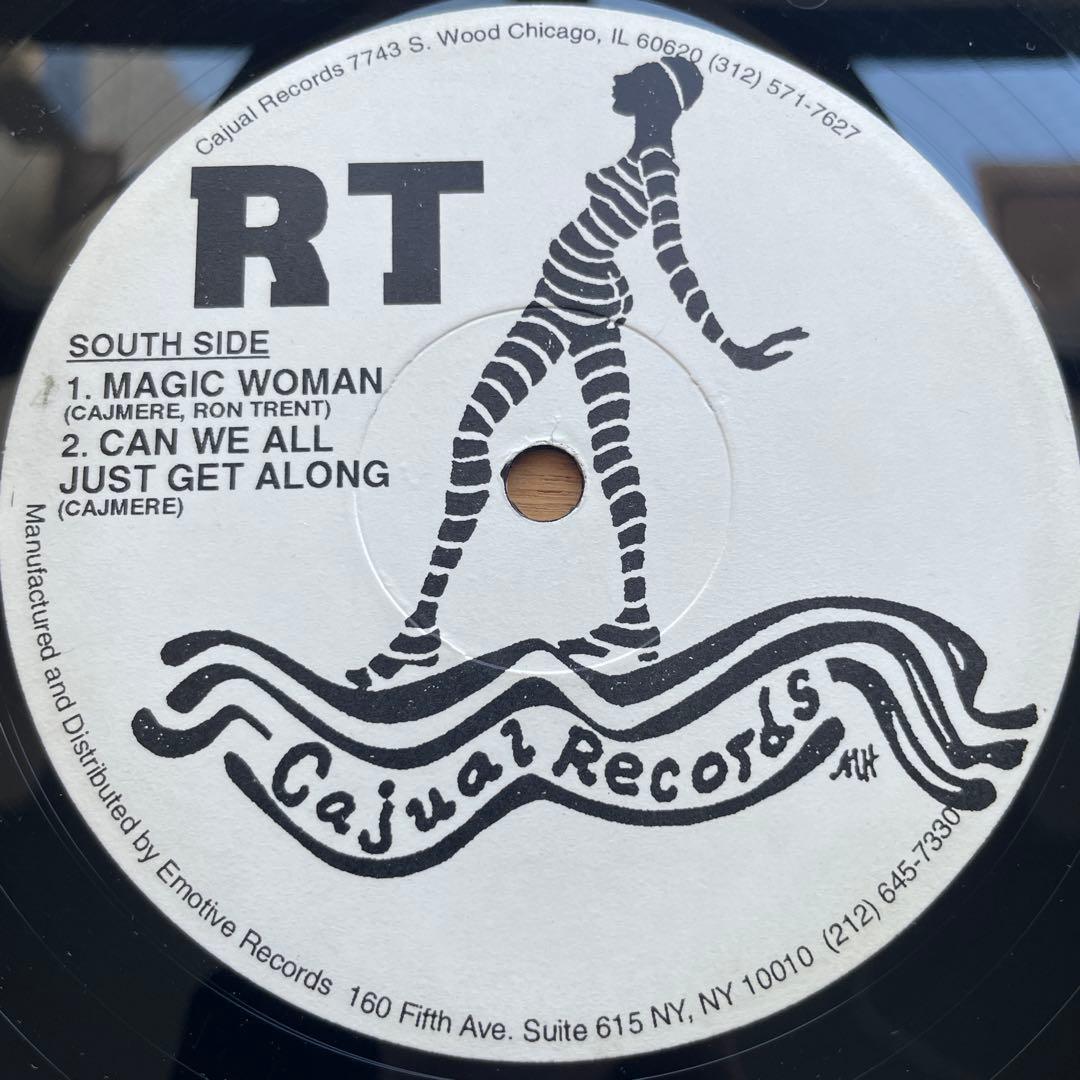 Cajual Records 7743 S. Wood Chicago, IL 60620 (312) 571-7627
RT
SOUTH SIDE
1. MAGIC WOMAN
(CAJMERE, RON TRENT)
2. CAN WE ALL
JUST GET ALONG
(CAJMERE)
Cajual Records
MH
Manufactured and Distributed by Emotive Records 160 Fifth Ave. Suite 615 NY, NY 10010 (212) 645-7330